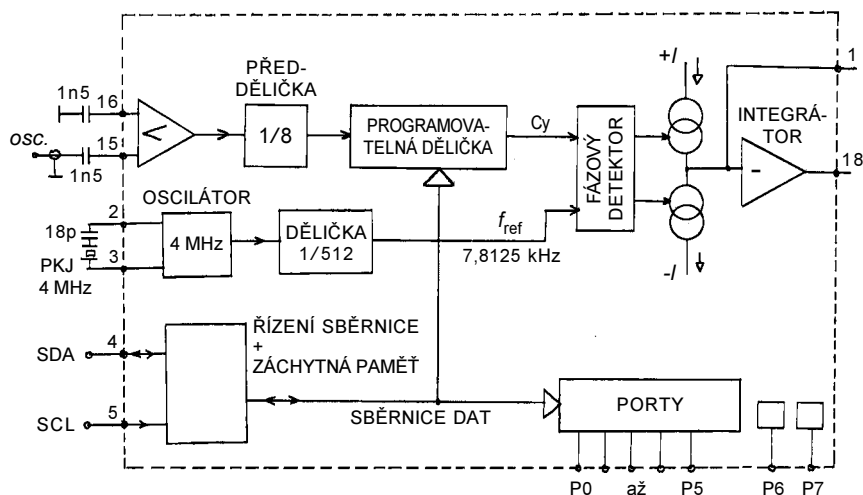 PŘED-
DĚLIČKA
1n5
16
1/8
PROGRAMOVA-
TELNÁ DĚLIČKA
Cy
FÁZOVÝ
DETEKTOR
+I
-I
INTEGRÁ-
TOR
-
1
18
<
osc.
15
1n5
OSCILÁTOR
2
18p
3
PKJ
4 MHz
4 MHz
DĚLIČKA
1/512
fref
7,8125 kHz
SDA
4
SCL
5
ŘÍZENÍ SBĚRNICE
+
ZÁCHYTNÁ PAMĚŤ
SBĚRNICE DAT
PORTY
P0
až
P5
P6
P7